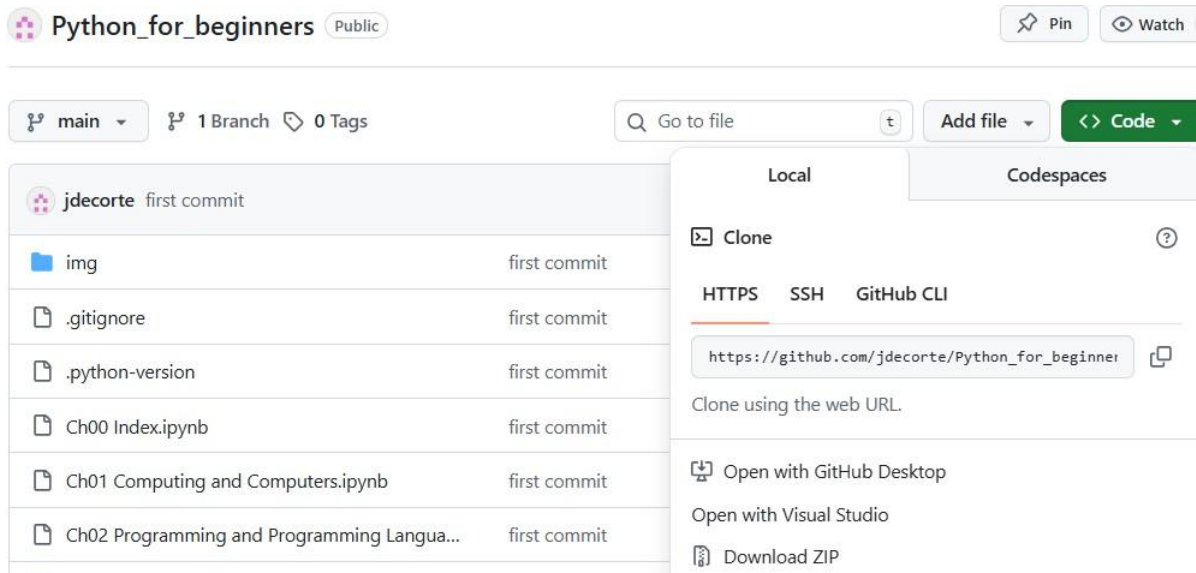 Python_for_beginners Public
Pin
Watch
main
1 Branch
0 Tags
Go to file
t
Add file
<> Code
jdecorte first commit
img first commit
.gitignore first commit
.python-version first commit
Ch00 Index.ipynb first commit
Ch01 Computing and Computers.ipynb first commit
Ch02 Programming and Programming Langua... first commit
Local
Codespaces
Clone
HTTPS
SSH
GitHub CLI
https://github.com/jdecorte/Python_for_beginner
Clone using the web URL.
Open with GitHub Desktop
Open with Visual Studio
Download ZIP